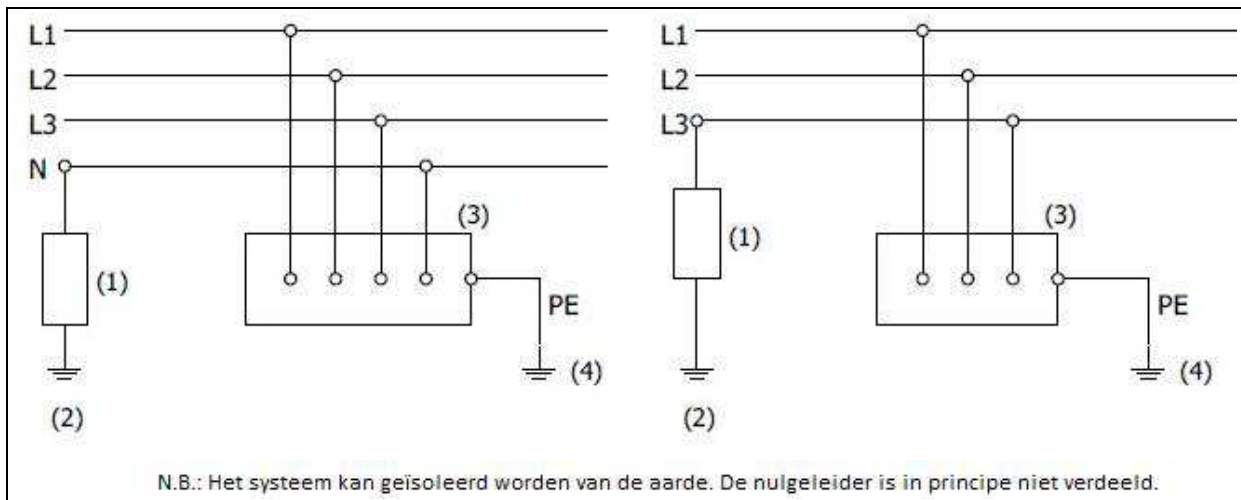 L1
L2
L3
N
(1)
(2)
(3)
PE
(4)
L1
L2
L3
(1)
(2)
(3)
PE
(4)
N.B.: Het systeem kan geïsoleerd worden van de aarde. De nulgeleider is in principe niet verdeeld.